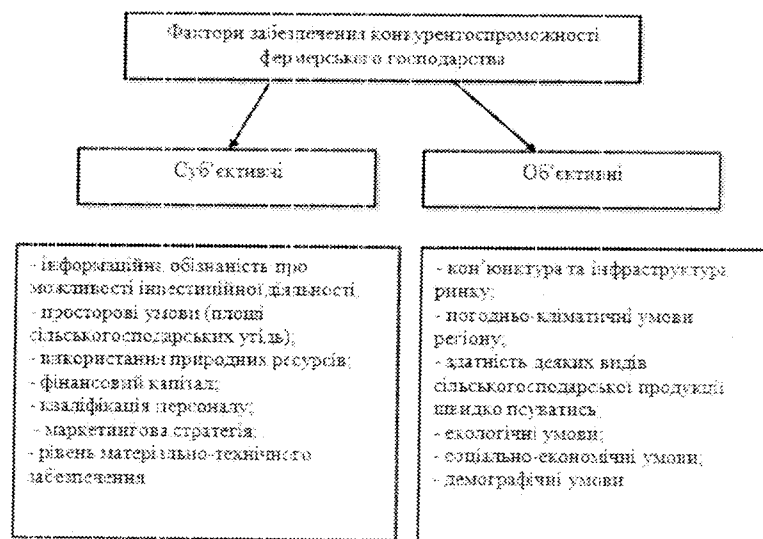 Фактори забезпечення конкурентоспроможності
фермерського господарства
Суб'єктивні
Об'єктивні
- інформаційна обізнаність про
можливості інвестиційної діяльності;
- просторові умови (площі
сільськогосподарських угідь);
- використання природних ресурсів;
- фінансовий капітал;
- кваліфікація персоналу;
- маркетингова стратегія;
- рівень матеріально-технічного
забезпечення
- кон'юнктура та інфраструктура
ринку;
- погодньо-кліматичні умови
регіону;
- здатність деяких видів
сільськогосподарської продукції
швидко псуватись;
- екологічні умови;
- соціально-економічні умови;
- демографічні умови